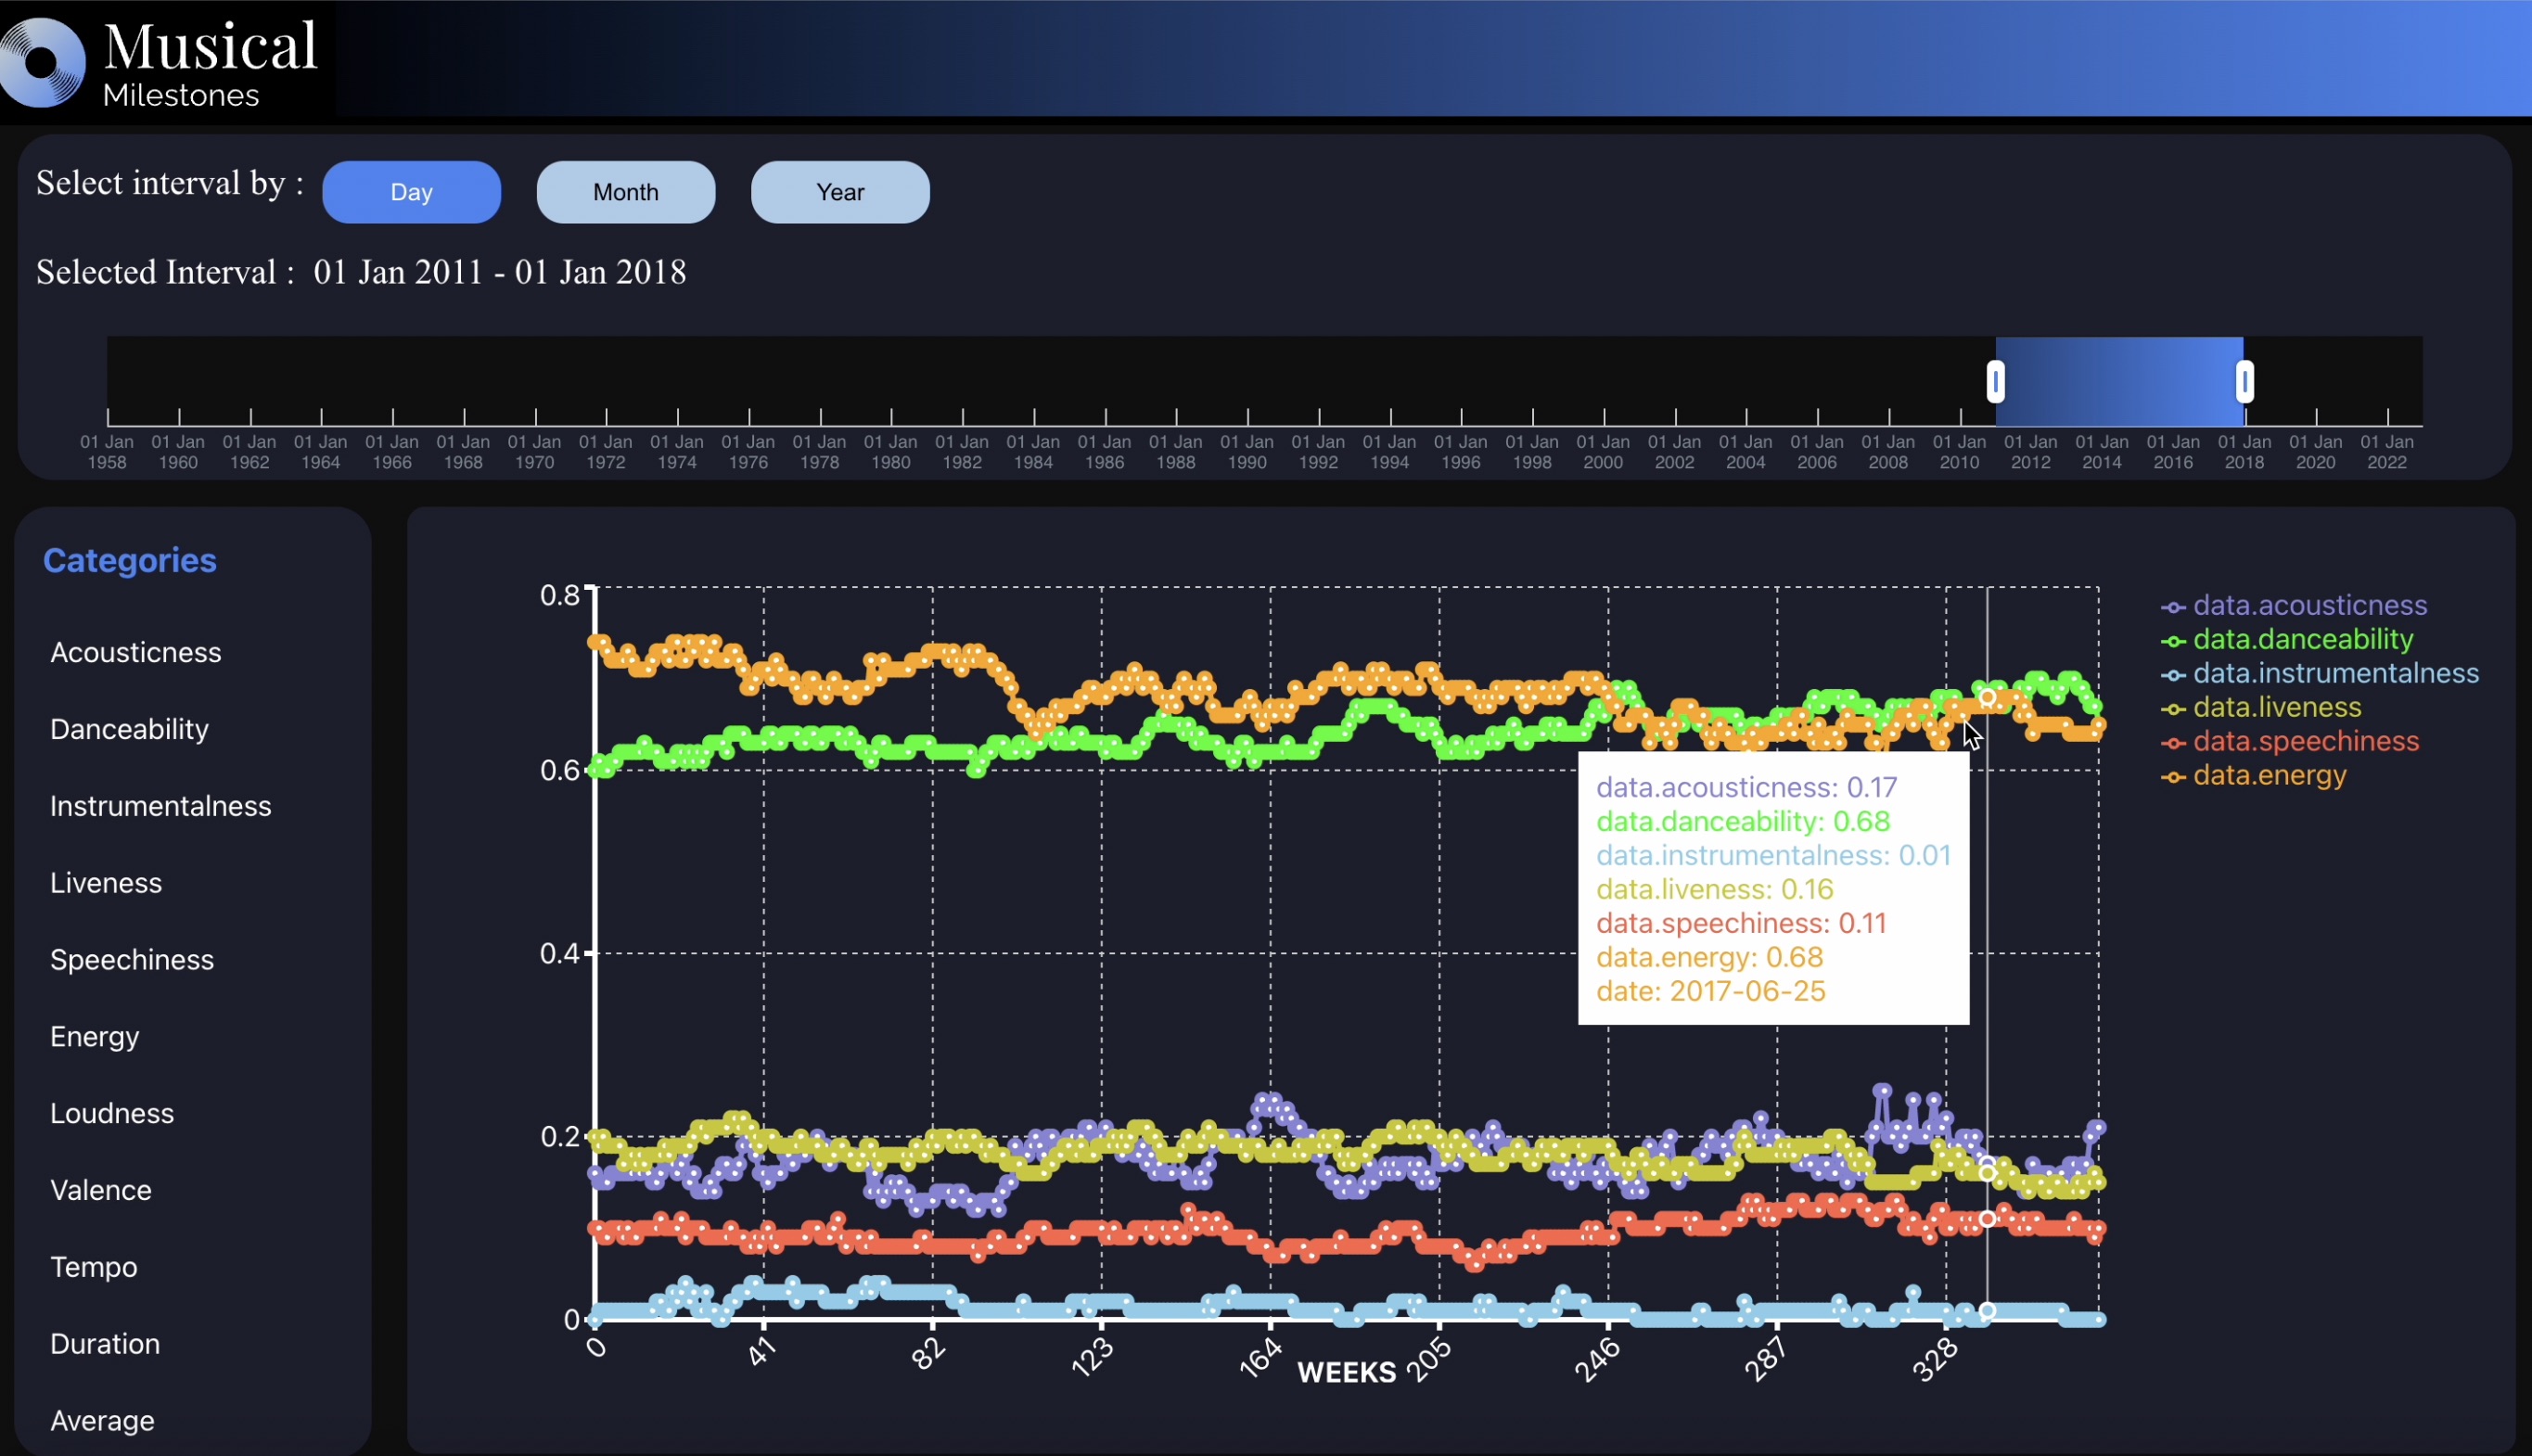 Musical
Milestones
Select interval by :
Day
Month
Year
Selected Interval : 01 Jan 2011 - 01 Jan 2018
01 Jan 01 Jan 01 Jan 01 Jan 01 Jan 01 Jan 01 Jan 01 Jan 01 Jan 01 Jan 01 Jan 01 Jan 01 Jan 01 Jan 01 Jan 01 Jan 01 Jan 01 Jan 01 Jan 01 Jan 01 Jan 01 Jan 01 Jan 01 Jan 01 Jan 01 Jan 01 Jan 01 Jan 01 Jan 01 Jan 01 Jan 01 Jan 01 Jan
1958 1960 1962 1964 1966 1968 1970 1972 1974 1976 1978 1980 1982 1984 1986 1988 1990 1992 1994 1996 1998 2000 2002 2004 2006 2008 2010 2012 2014 2016 2018 2020 2022
Categories
Acousticness
Danceability
Instrumentalness
Liveness
Speechiness
Energy
Loudness
Valence
Tempo
Duration
Average
0.8
0.6
0.4
0.2
0
0 41 82 123 164 205 246 287 328
WEEKS
data.acousticness: 0.17
data.danceability: 0.68
data.instrumentalness: 0.01
data.liveness: 0.16
data.speechiness: 0.11
data.energy: 0.68
date: 2017-06-25
data.acousticness
data.danceability
data.instrumentalness
data.liveness
data.speechiness
data.energy